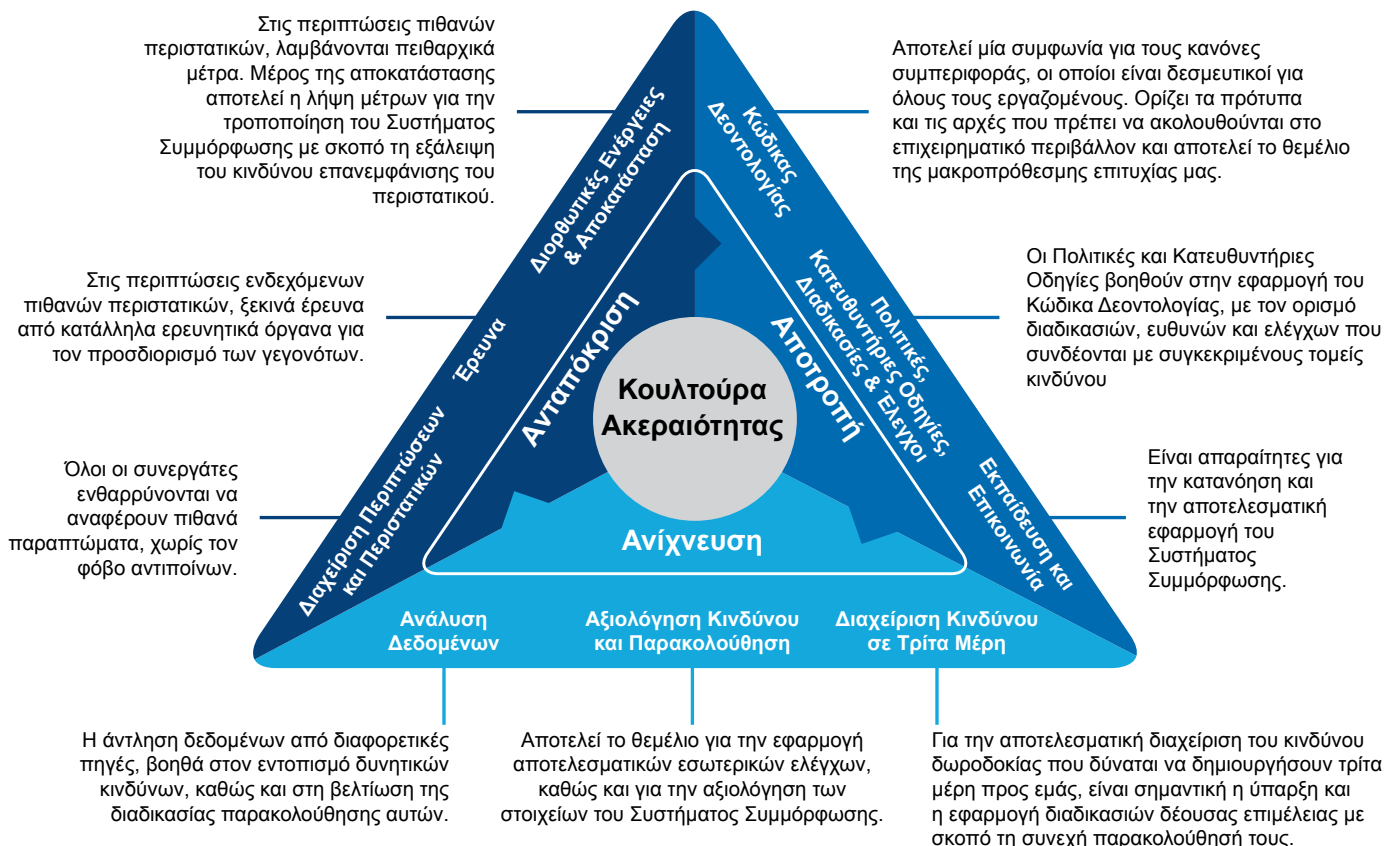 Στις περιπτώσεις πιθανών
περιστατικών, λαμβάνονται πειθαρχικά
μέτρα. Μέρος της αποκατάστασης
αποτελεί η λήψη μέτρων για την
τροποποίηση του Συστήματος
Συμμόρφωσης με σκοπό τη εξάλειψη
του κινδύνου επανεμφάνισης του
περιστατικού.
Στις περιπτώσεις ενδεχόμενων
πιθανών περιστατικών, ξεκινά έρευνα
από κατάλληλα ερευνητικά όργανα για
τον προσδιορισμό των γεγονότων.
Όλοι οι συνεργάτες
ενθαρρύνονται να
αναφέρουν πιθανά
παραπτώματα, χωρίς τον
φόβο αντιποίνων.
Διορθωτικές Ενέργειες
& Αποκατάσταση
Έρευνα
Διαχείριση Περιπτώσεων
και Περιστατικών
Ανταπόκριση
Κουλτούρα
Ακεραιότητας
Αποτροπή
Ανίχνευση
Κώδικας
Δεοντολογίας
Πολιτικές,
Κατευθυντήριες Οδηγίες,
Διαδικασίες & Έλεγχοι
Εκπαίδευση και
Επικοινωνία
Αποτελεί μία συμφωνία για τους κανόνες
συμπεριφοράς, οι οποίοι είναι δεσμευτικοί για
όλους τους εργαζομένους. Ορίζει τα πρότυπα
και τις αρχές που πρέπει να ακολουθούνται στο
επιχειρηματικό περιβάλλον και αποτελεί το θεμέλιο
της μακροπρόθεσμης επιτυχίας μας.
Οι Πολιτικές και Κατευθυντήριες
Οδηγίες βοηθούν στην εφαρμογή του
Κώδικα Δεοντολογίας, με τον ορισμό
διαδικασιών, ευθυνών και ελέγχων που
συνδέονται με συγκεκριμένους τομείς
κινδύνου
Είναι απαραίτητες για
την κατανόηση και
την αποτελεσματική
εφαρμογή του
Συστήματος
Συμμόρφωσης.
Ανάλυση
Δεδομένων
Αξιολόγηση Κινδύνου
και Παρακολούθηση
Διαχείριση Κινδύνου
σε Τρίτα Μέρη
Η άντληση δεδομένων από διαφορετικές
πηγές, βοηθά στον εντοπισμό δυνητικών
κινδύνων, καθώς και στη βελτίωση της
διαδικασίας παρακολούθησης αυτών.
Αποτελεί το θεμέλιο για την εφαρμογή
αποτελεσματικών εσωτερικών ελέγχων,
καθώς και για την αξιολόγηση των
στοιχείων του Συστήματος Συμμόρφωσης.
Για την αποτελεσματική διαχείριση του κινδύνου
δωροδοκίας που δύναται να δημιουργήσουν τρίτα
μέρη προς εμάς, είναι σημαντική η ύπαρξη και
η εφαρμογή διαδικασιών δέουσας επιμέλειας με
σκοπό τη συνεχή παρακολούθησή τους.